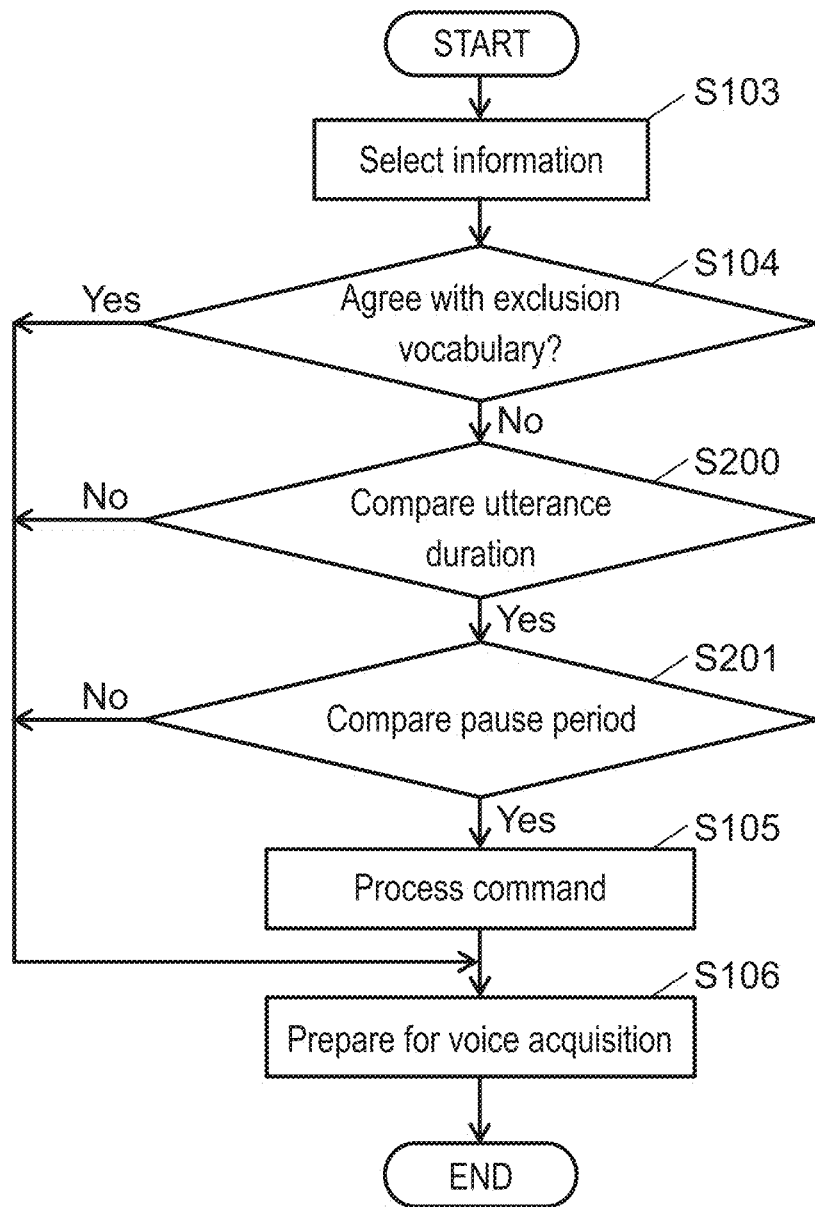 START
S103
Select information
S104
Yes
Agree with exclusion
vocabulary?
No
S200
No
Compare utterance
duration
Yes
S201
No
Compare pause period
Yes
S105
Process command
S106
Prepare for voice acquisition
END